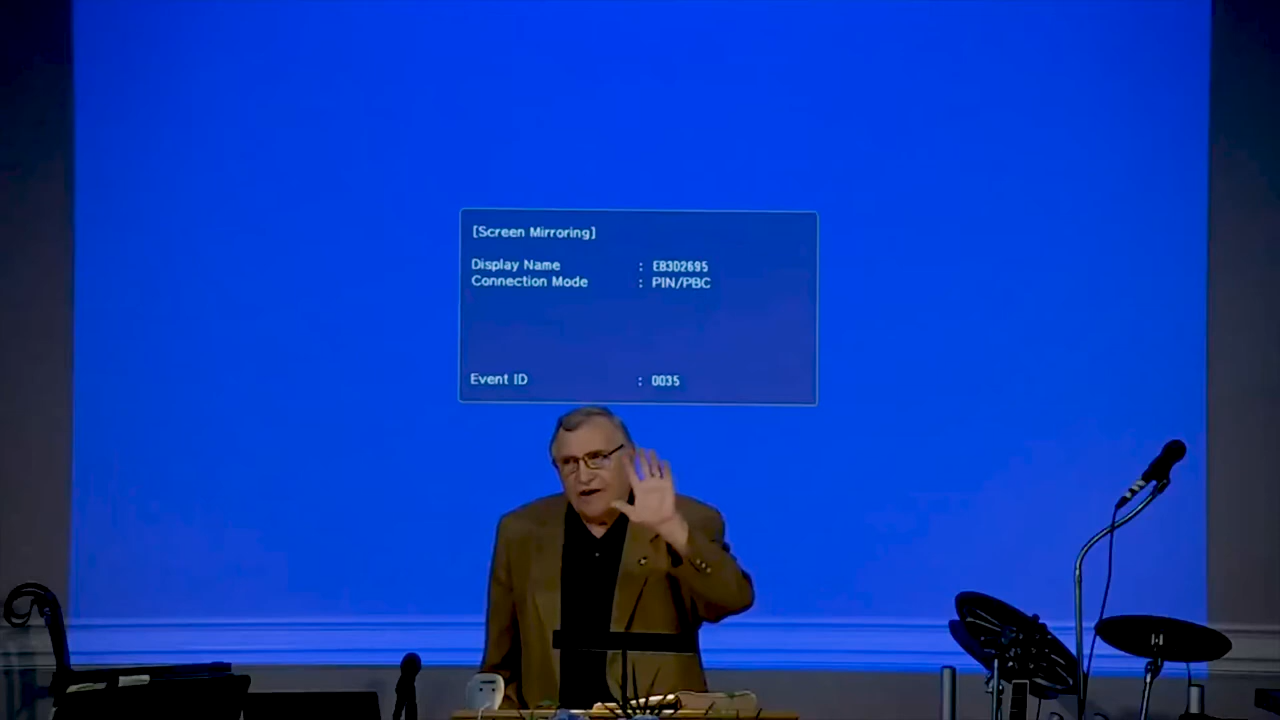 [Screen Mirroring]
Display Name : EB3D2695
Connection Mode : PIN/PBC
Event ID : 0035